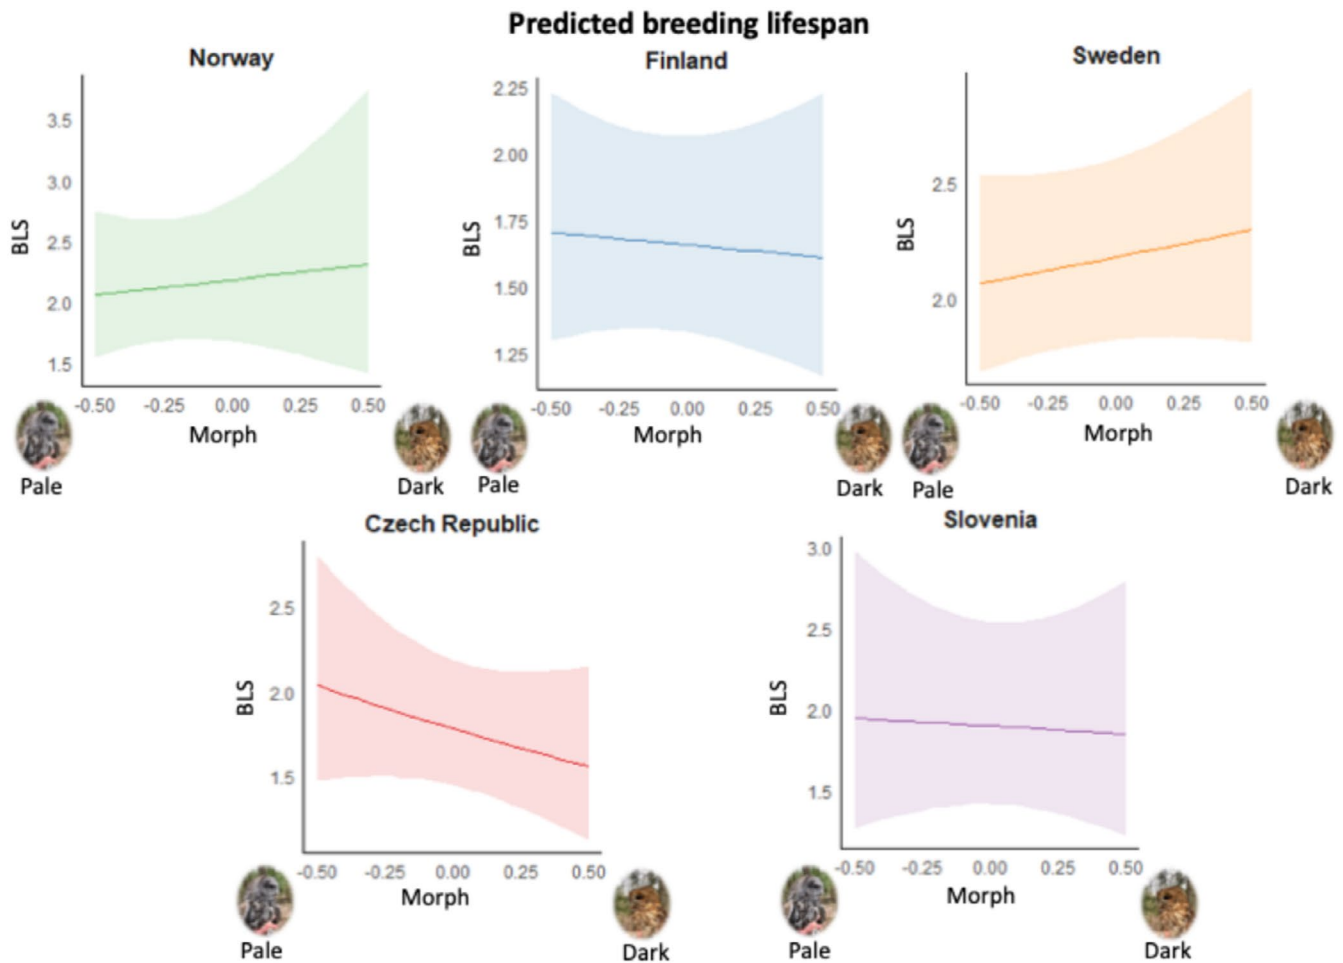 Predicted breeding lifespan
Norway
BLS
3.5
3.0
2.5
2.0
1.5
-0.50 -0.25 0.00 0.25 0.50
Morph
Pale
Dark
Finland
BLS
2.25
2.00
1.75
1.50
1.25
-0.50 -0.25 0.00 0.25 0.50
Morph
Pale
Dark
Sweden
BLS
2.5
2.0
-0.50 -0.25 0.00 0.25 0.50
Morph
Pale
Dark
Czech Republic
BLS
2.5
2.0
1.5
-0.50 -0.25 0.00 0.25 0.50
Morph
Pale
Dark
Slovenia
BLS
3.0
2.5
2.0
1.5
-0.50 -0.25 0.00 0.25 0.50
Morph
Pale
Dark